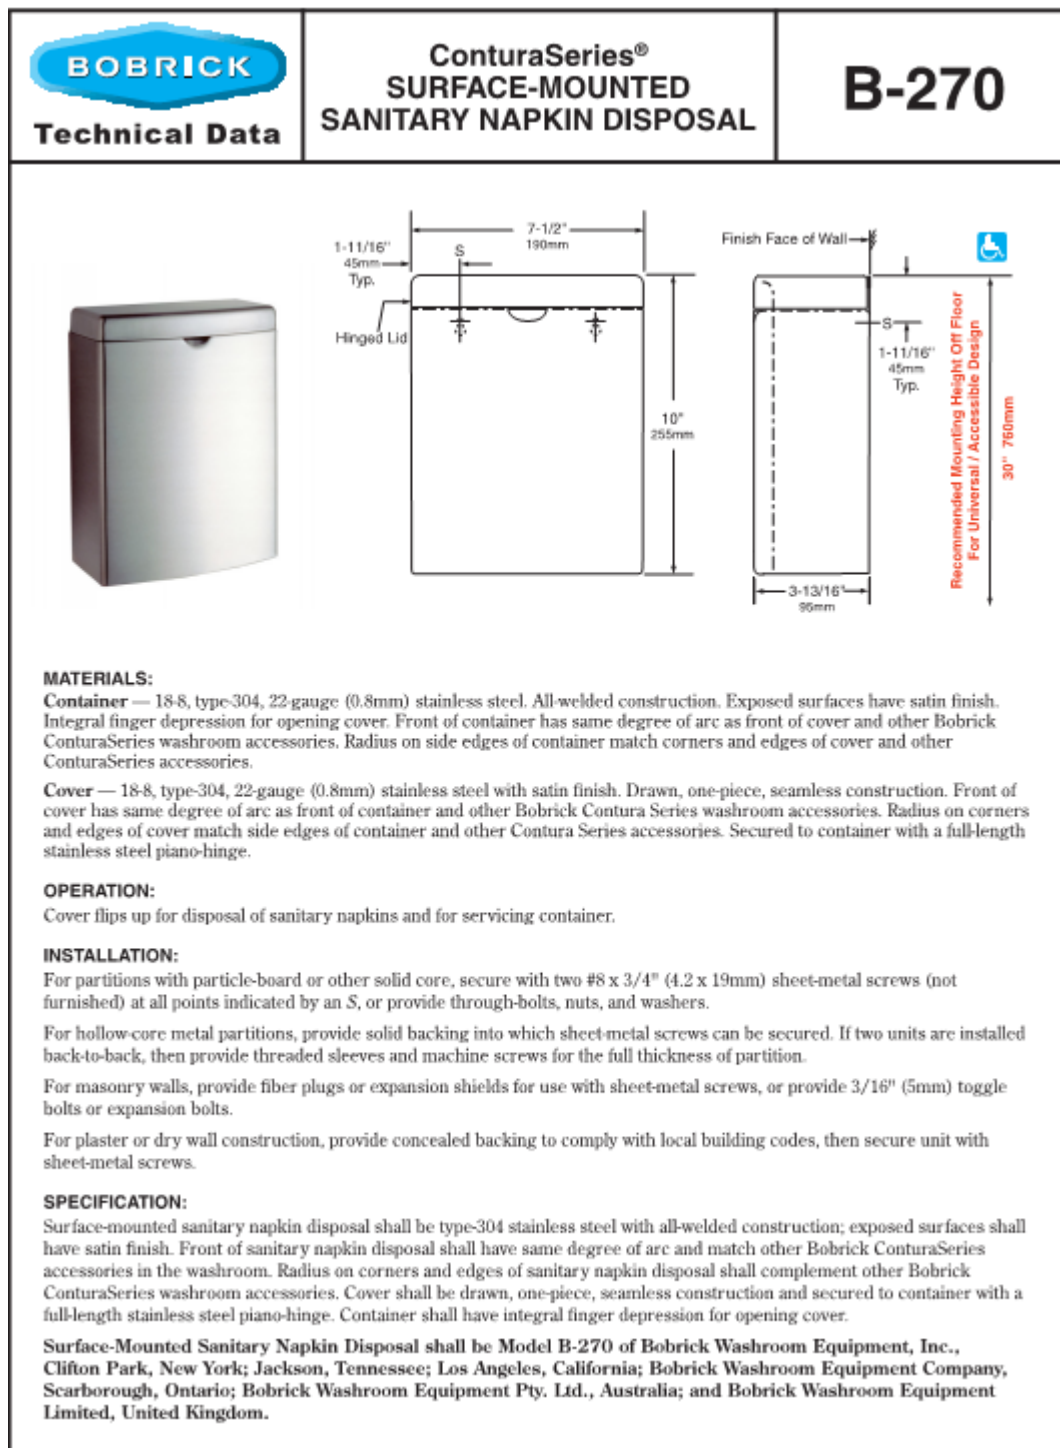 BOBRICK
Technical Data
ConturaSeries®
SURFACE-MOUNTED
SANITARY NAPKIN DISPOSAL
B-270
7-1/2"
190mm
1-11/16"
45mm
Typ.
S
Hinged Lid
10"
255mm
Finish Face of Wall
S
1-11/16"
45mm
Typ.
3-13/16"
95mm
Recommended Mounting Height Off Floor
For Universal / Accessible Design
30" 760mm
MATERIALS:
Container — 18-8, type-304, 22-gauge (0.8mm) stainless steel. All-welded construction. Exposed surfaces have satin finish.
Integral finger depression for opening cover. Front of container has same degree of arc as front of cover and other Bobrick
ConturaSeries washroom accessories. Radius on side edges of container match corners and edges of cover and other
ConturaSeries accessories.
Cover — 18-8, type-304, 22-gauge (0.8mm) stainless steel with satin finish. Drawn, one-piece, seamless construction. Front of
cover has same degree of arc as front of container and other Bobrick Contura Series washroom accessories. Radius on corners
and edges of cover match side edges of container and other Contura Series accessories. Secured to container with a full-length
stainless steel piano-hinge.
OPERATION:
Cover flips up for disposal of sanitary napkins and for servicing container.
INSTALLATION:
For partitions with particle-board or other solid core, secure with two #8 x 3/4" (4.2 x 19mm) sheet-metal screws (not
furnished) at all points indicated by an S, or provide through-bolts, nuts, and washers.
For hollow-core metal partitions, provide solid backing into which sheet-metal screws can be secured. If two units are installed
back-to-back, then provide threaded sleeves and machine screws for the full thickness of partition.
For masonry walls, provide fiber plugs or expansion shields for use with sheet-metal screws, or provide 3/16" (5mm) toggle
bolts or expansion bolts.
For plaster or dry wall construction, provide concealed backing to comply with local building codes, then secure unit with
sheet-metal screws.
SPECIFICATION:
Surface-mounted sanitary napkin disposal shall be type-304 stainless steel with all-welded construction; exposed surfaces shall
have satin finish. Front of sanitary napkin disposal shall have same degree of arc and match other Bobrick ConturaSeries
accessories in the washroom. Radius on corners and edges of sanitary napkin disposal shall complement other Bobrick
ConturaSeries washroom accessories. Cover shall be drawn, one-piece, seamless construction and secured to container with a
full-length stainless steel piano-hinge. Container shall have integral finger depression for opening cover.
Surface-Mounted Sanitary Napkin Disposal shall be Model B-270 of Bobrick Washroom Equipment, Inc.,
Clifton Park, New York; Jackson, Tennessee; Los Angeles, California; Bobrick Washroom Equipment Company,
Scarborough, Ontario; Bobrick Washroom Equipment Pty. Ltd., Australia; and Bobrick Washroom Equipment
Limited, United Kingdom.